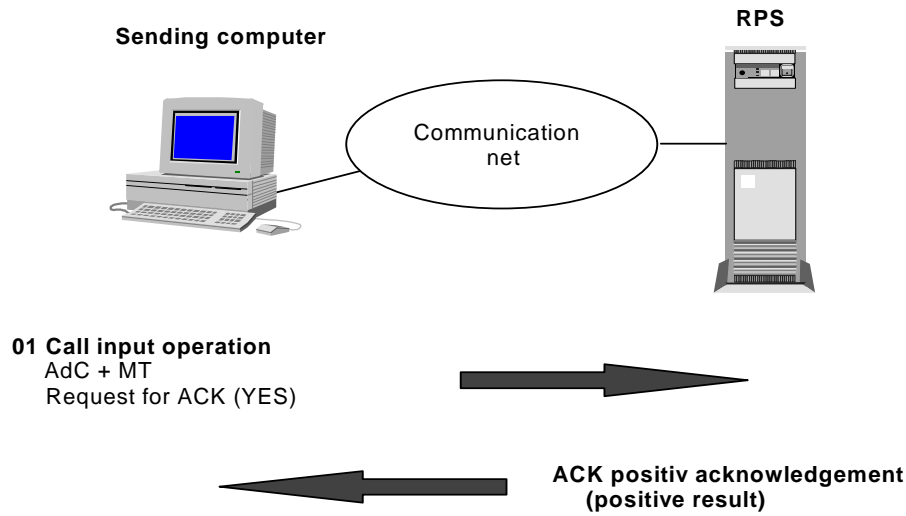 Sending computer
RPS
Communication
net
01 Call input operation
AdC + MT
Request for ACK (YES)
ACK positiv acknowledgement
(positive result)